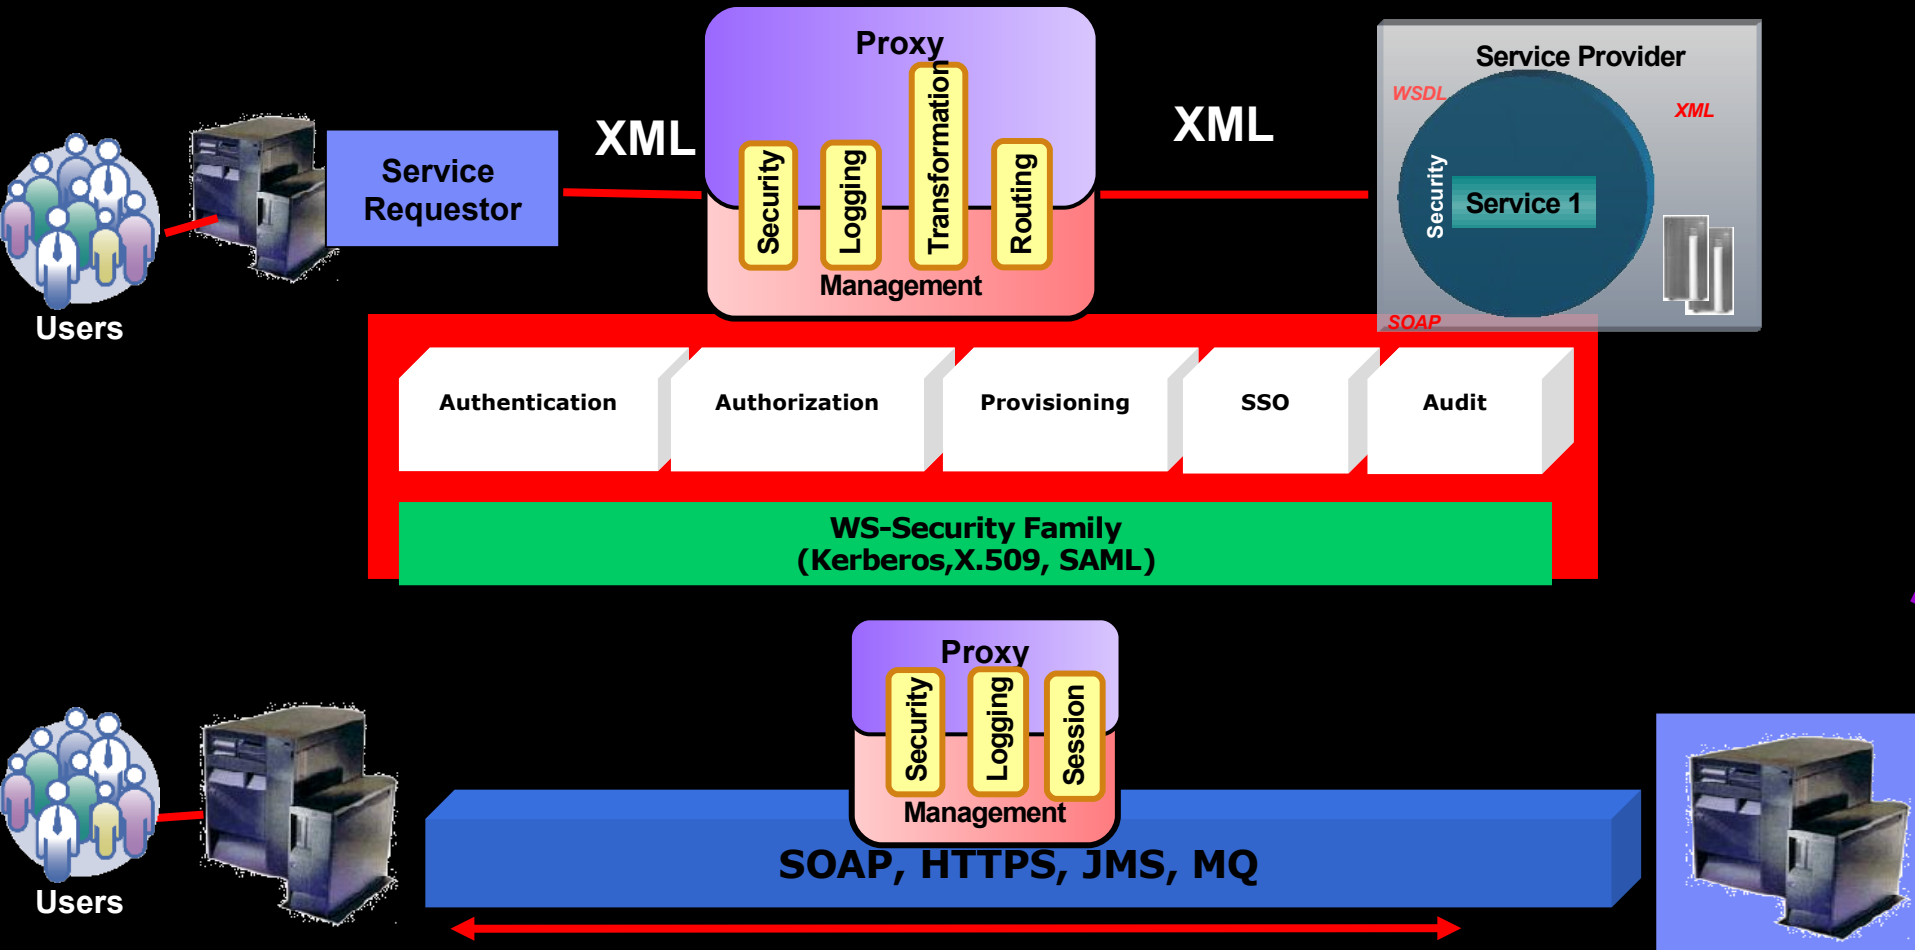 Proxy
Security
Logging
Transformation
Routing
Management
XML
XML
Service
Requestor
Users
Service Provider
WSDL
XML
Security
Service 1
SOAP
Authentication
Authorization
Provisioning
SSO
Audit
WS-Security Family
(Kerberos,X.509, SAML)
Proxy
Security
Logging
Session
Management
SOAP, HTTPS, JMS, MQ
Users